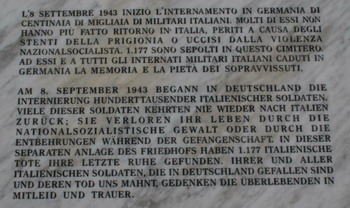 L'8 SETTEMBRE 1943 INIZIÒ L'INTERNAMENTO IN GERMANIA DI
CENTINAIA DI MIGLIAIA DI MILITARI ITALIANI. MOLTI DI ESSI NON
HANNO PIU FATTO RITORNO IN ITALIA, PERITI A CAUSA DEGLI
STENTI DELLA PRIGIONIA O UCCISI DALLA VIOLENZA
NAZIONALSOCIALISTA. 1.177 SONO SEPOLTI IN QUESTO CIMITERO.
AD ESSI E A TUTTI GLI INTERNATI MILITARI ITALIANI CADUTI IN
GERMANIA LA MEMORIA E LA PIETA DEI SOPRAVVISSUTI.
AM 8. SEPTEMBER 1943 BEGANN IN DEUTSCHLAND DIE
INTERNIERUNG HUNDERTTAUSENDER ITALIENISCHER SOLDATEN.
VIELE DIESER SOLDATEN KEHRTEN NIE WIEDER NACH ITALIEN
ZURÜCK; SIE VERLOREN IHR LEBEN DURCH DIE
NATIONALSOZIALISTISCHE GEWALT ODER DURCH DIE
ENTBEHRUNGEN WÄHREND DER GEFANGENSCHAFT. IN DIESER
SEPARATEN ANLAGE DES FRIEDHOFS HABEN 1.177 ITALIENISCHE
TOTE IHRE LETZTE RUHE GEFUNDEN. IHRER UND ALLER
ITALIENISCHEN SOLDATEN, DIE IN DEUTSCHLAND GEFALLEN SIND
UND DEREN TOD UNS MAHNT, GEDENKEN DIE ÜBERLEBENDEN IN
MITLEID UND TRAUER.